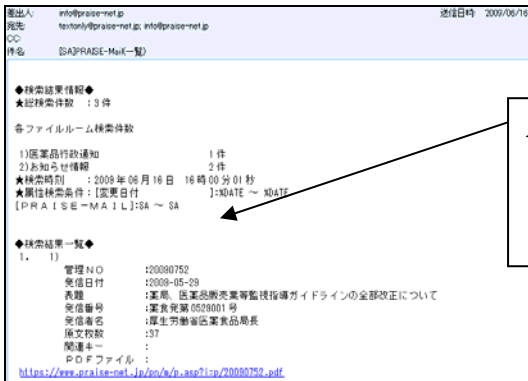 差出人: info@praise-net.jp 送信日時: 2009/06/16
宛先: textonly@praise-net.jp; info@praise-net.jp
CC:
件名: [SA]PRAISE-Mail(一覧)
◆検索結果情報◆
★総検索件数 :3件
各ファイルルーム検索件数
1)医薬品行政通知 1件
2)お知らせ情報 2件
★検索時刻 :2009年06月16日 16時00分01秒
★属性検索条件:[変更日付 ]:%DATE ~ %DATE
[PRAISE-MAIL]:SA ~ SA
◆検索結果一覧◆
1. 1)
管理NO :20090752
発信日付 :2009-05-29
表題 :薬局、医薬品販売業等監視指導ガイドラインの全部改正について
発信番号 :薬食発第0529001号
発信者名 :厚生労働省医薬食品局長
原文枚数 :37
関連キー :
PDFファイル :
https://www.praise-net.jp/pn/m/p.asp?i=p/20090752.pdf